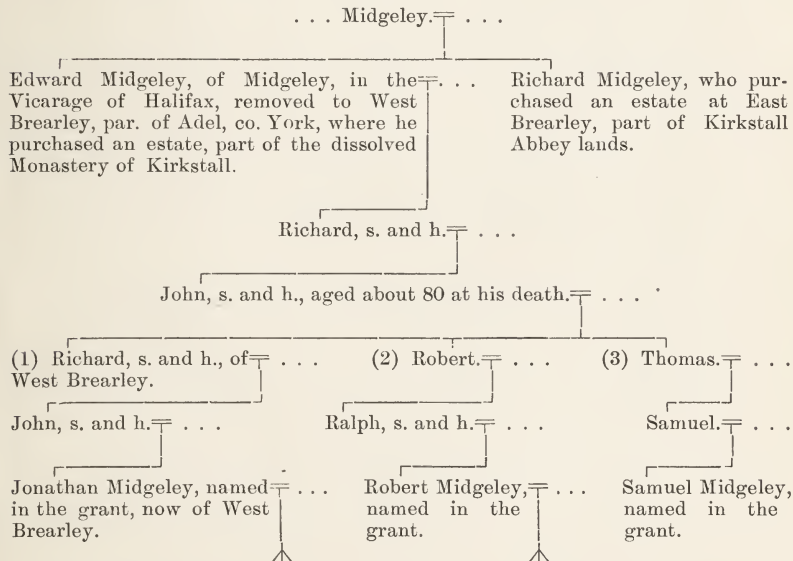 . . . Midgeley. . . .
Edward Midgeley, of Midgeley, in the . . .
Vicarage of Halifax, removed to West
Brearley, par. of Adel, co. York, where he
purchased an estate, part of the dissolved
Monastery of Kirkstall.
Richard Midgeley, who pur-
chased an estate at East
Brearley, part of Kirkstall
Abbey lands.
Richard, s. and h. . . .
John, s. and h., aged about 80 at his death. . . .
(1) Richard, s. and h., of . . .
West Brearley.
(2) Robert. . . .
(3) Thomas. . . .
John, s. and h. . . .
Ralph, s. and h. . . .
Samuel. . . .
Jonathan Midgeley, named . . .
in the grant, now of West
Brearley.
Robert Midgeley, . . .
named in the
grant.
Samuel Midgeley,
named in the
grant.